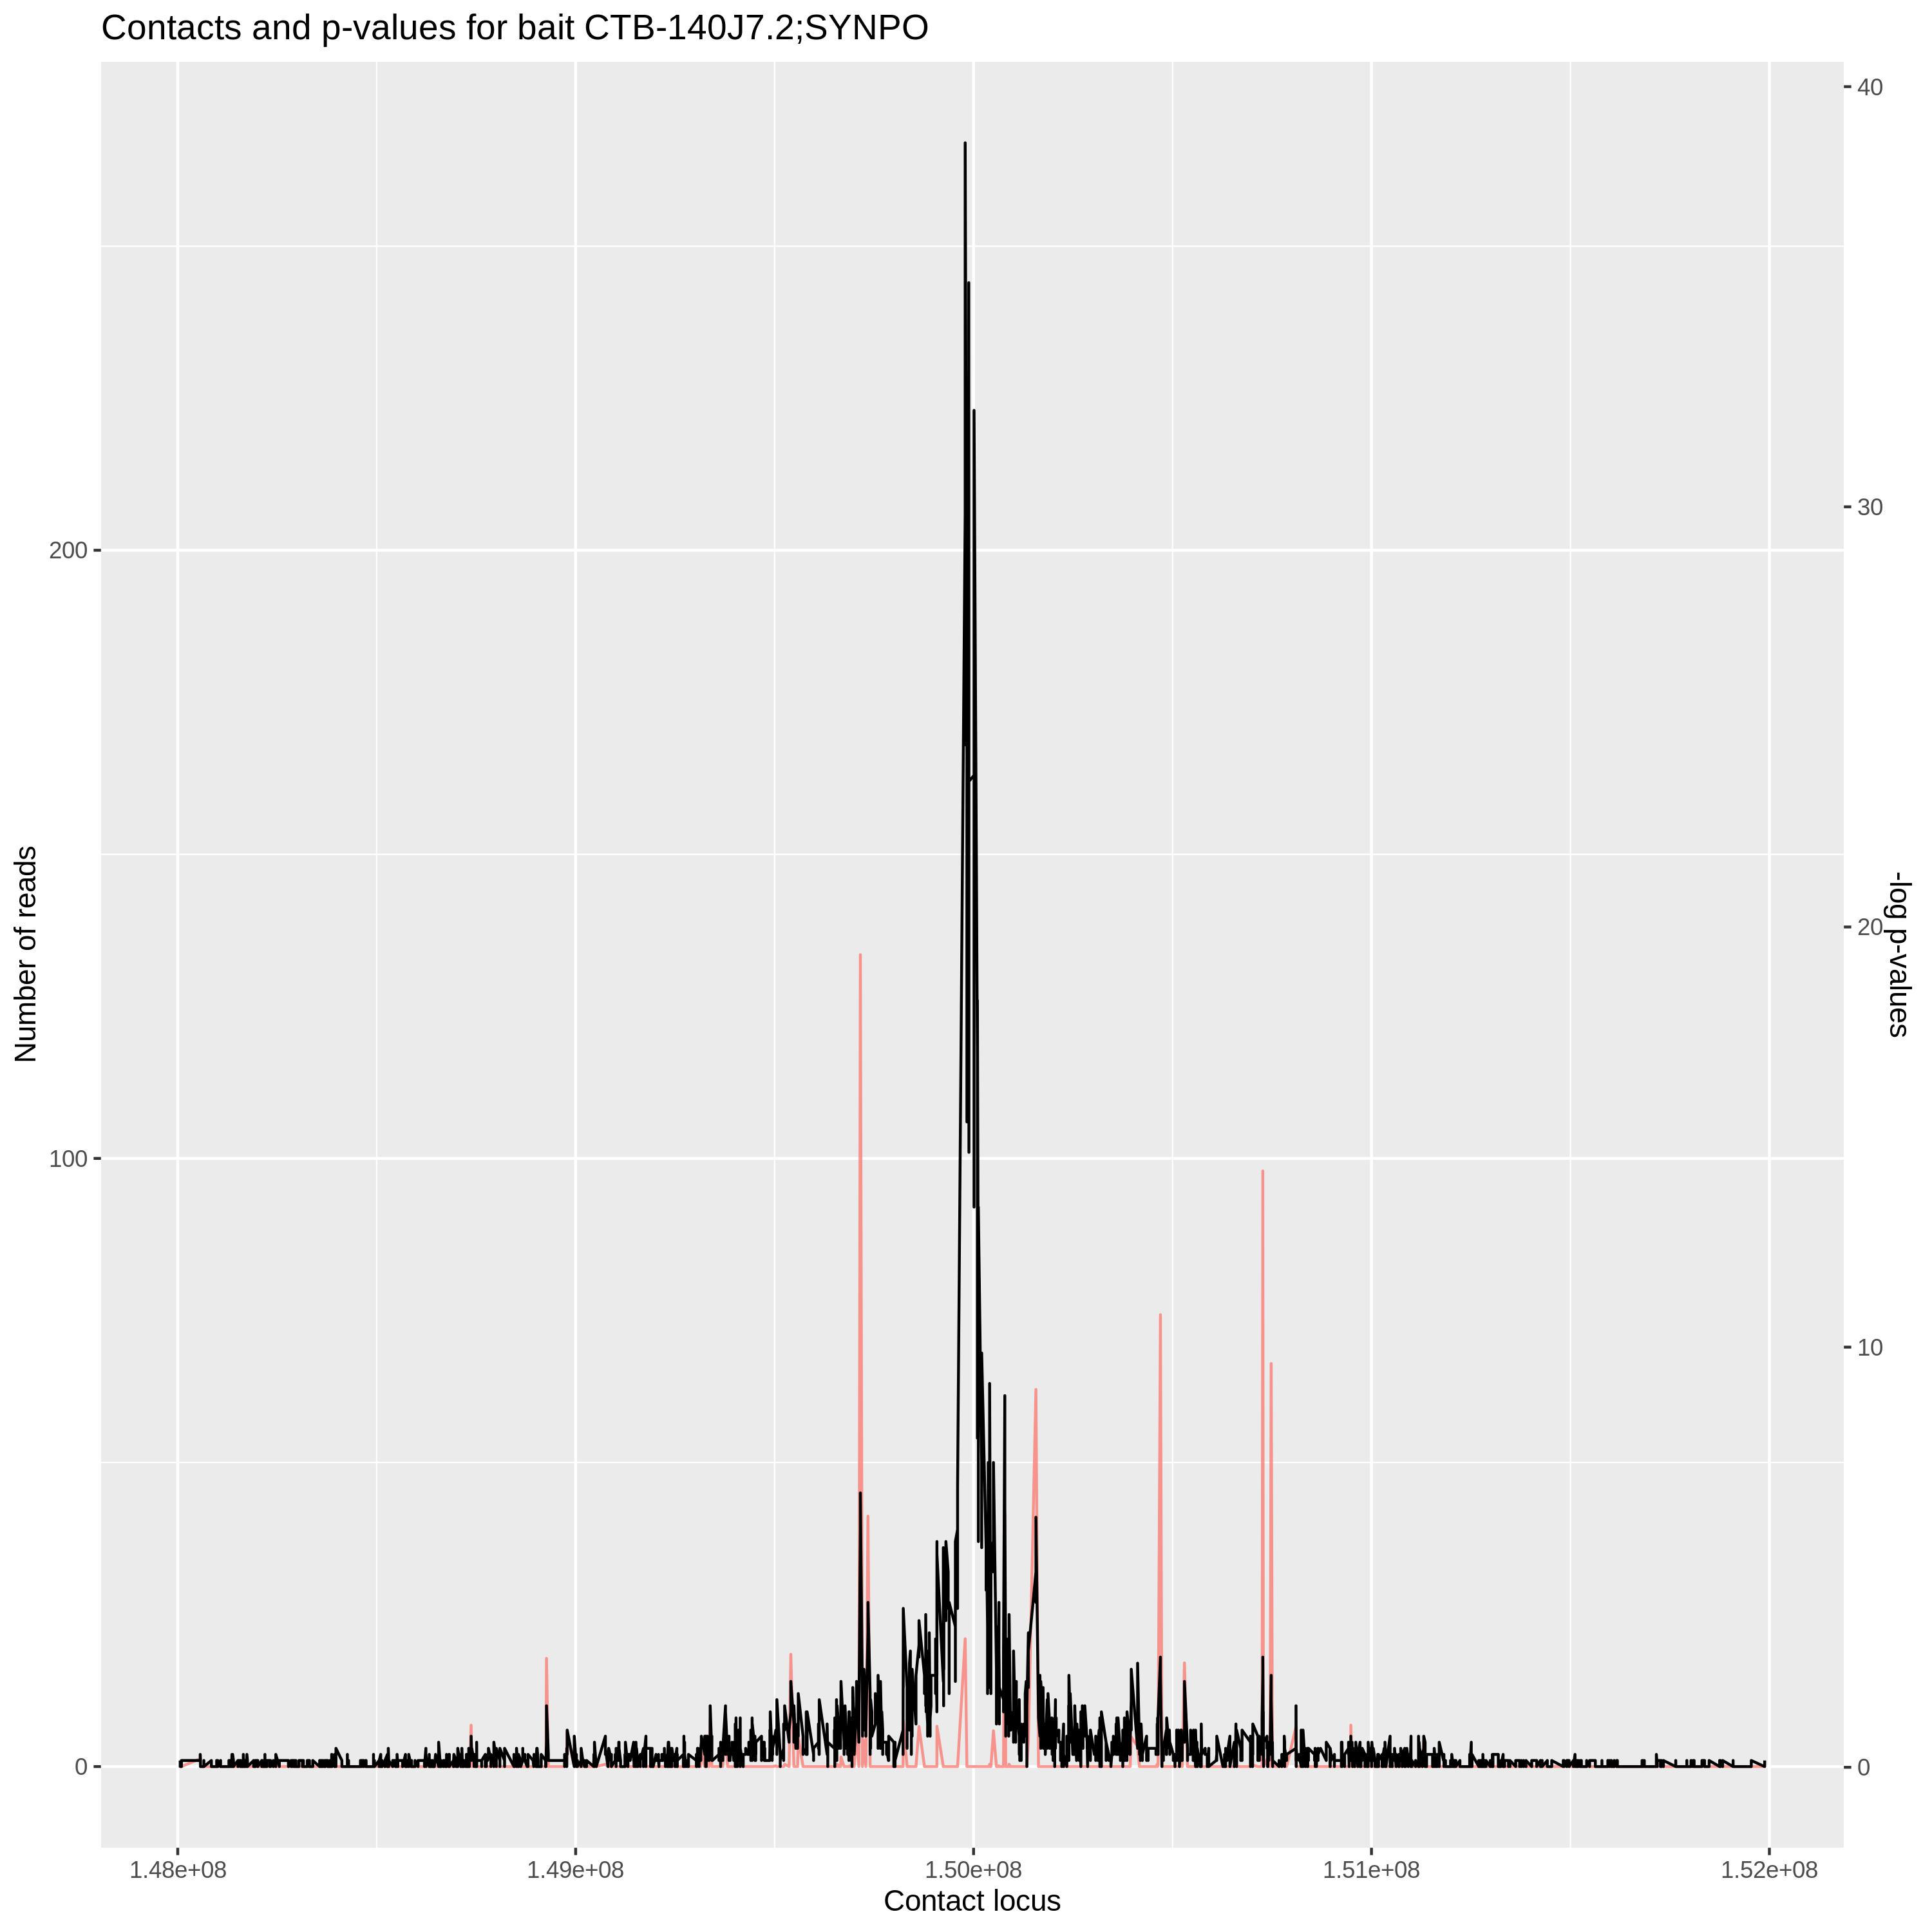 Contacts and p-values for bait CTB-140J7.2;SYNPO
Number of reads
200
100
0
40
30
20
10
0
-log p-values
1.48e+08
1.49e+08
1.50e+08
1.51e+08
1.52e+08
Contact locus